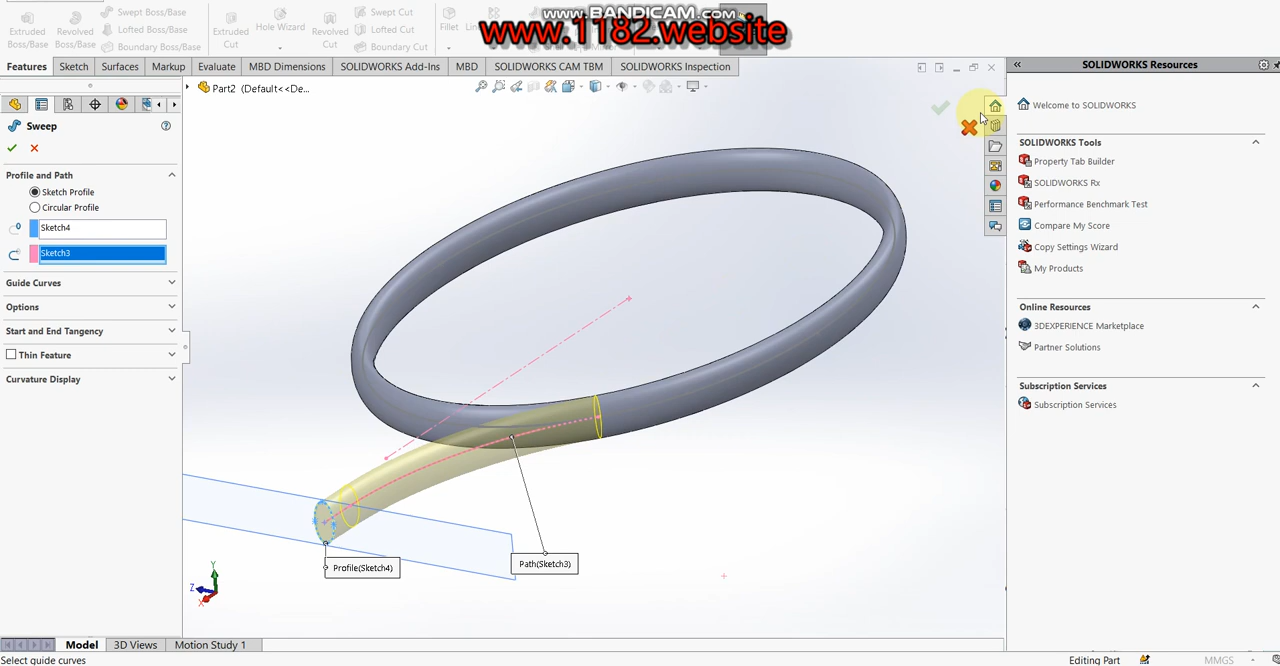 www.BANDICAM.com
www.1182.website
Extruded Boss/Base
Revolved Boss/Base
Swept Boss/Base
Lofted Boss/Base
Boundary Boss/Base
Extruded Cut
Hole Wizard
Revolved Cut
Swept Cut
Lofted Cut
Boundary Cut
Fillet
Features
Sketch
Surfaces
Markup
Evaluate
MBD Dimensions
SOLIDWORKS Add-Ins
MBD
SOLIDWORKS CAM TBM
SOLIDWORKS Inspection
Part2 (Default<<De...
Sweep
Profile and Path
Sketch Profile
Circular Profile
Sketch4
Sketch3
Guide Curves
Options
Start and End Tangency
Thin Feature
Curvature Display
Profile(Sketch4)
Path(Sketch3)
Y
Z
X
SOLIDWORKS Resources
Welcome to SOLIDWORKS
SOLIDWORKS Tools
Property Tab Builder
SOLIDWORKS Rx
Performance Benchmark Test
Compare My Score
Copy Settings Wizard
My Products
Online Resources
3DEXPERIENCE Marketplace
Partner Solutions
Subscription Services
Subscription Services
Model
3D Views
Motion Study 1
Select guide curves
Editing Part
MMGS